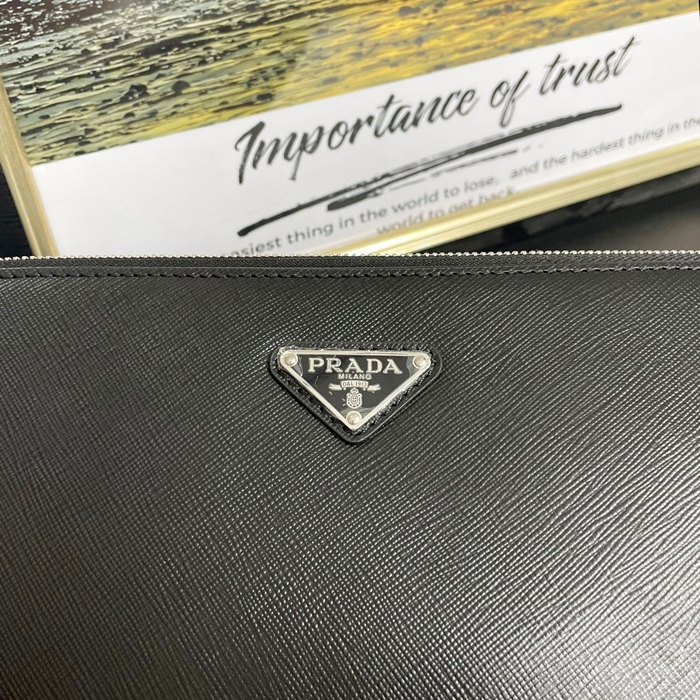 Importance of trust
easiest thing in the world to lose, and the hardest thing in the
world to get back
PRADA
MILANO
DAL 1913